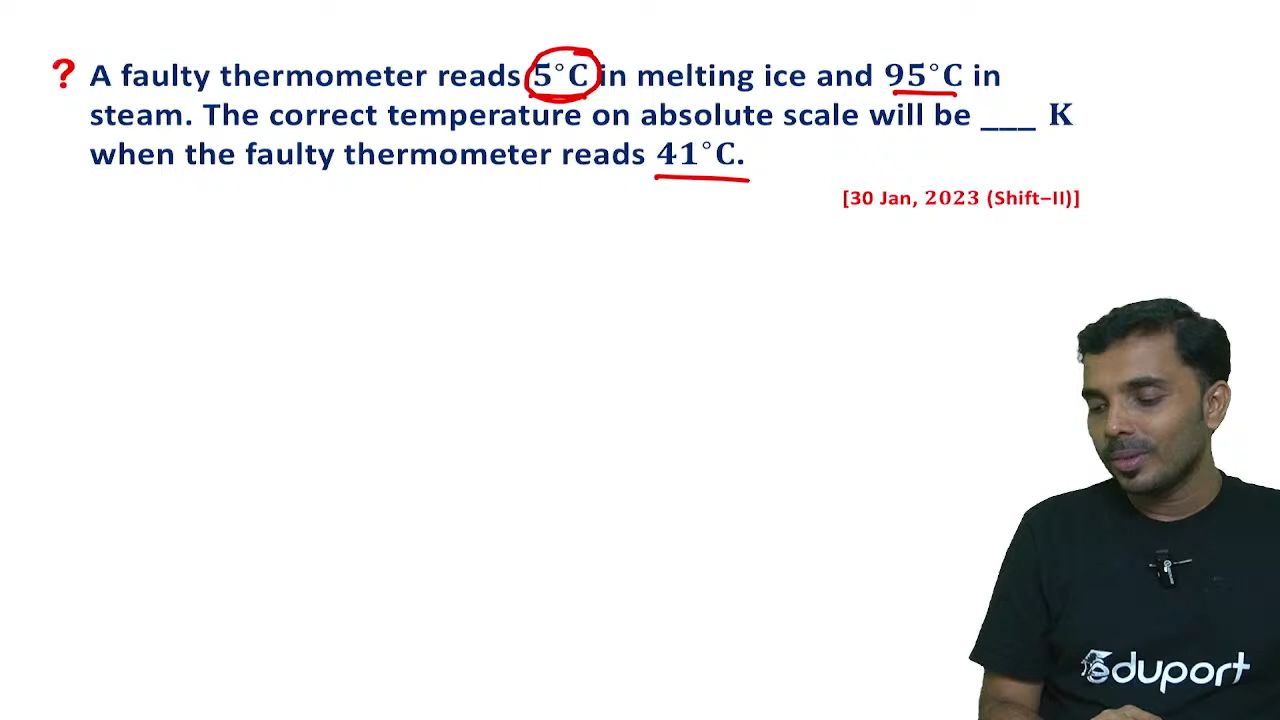 ? A faulty thermometer reads 5°C in melting ice and 95°C in
steam. The correct temperature on absolute scale will be ___ K
when the faulty thermometer reads 41°C.
[30 Jan, 2023 (Shift–II)]
eduport